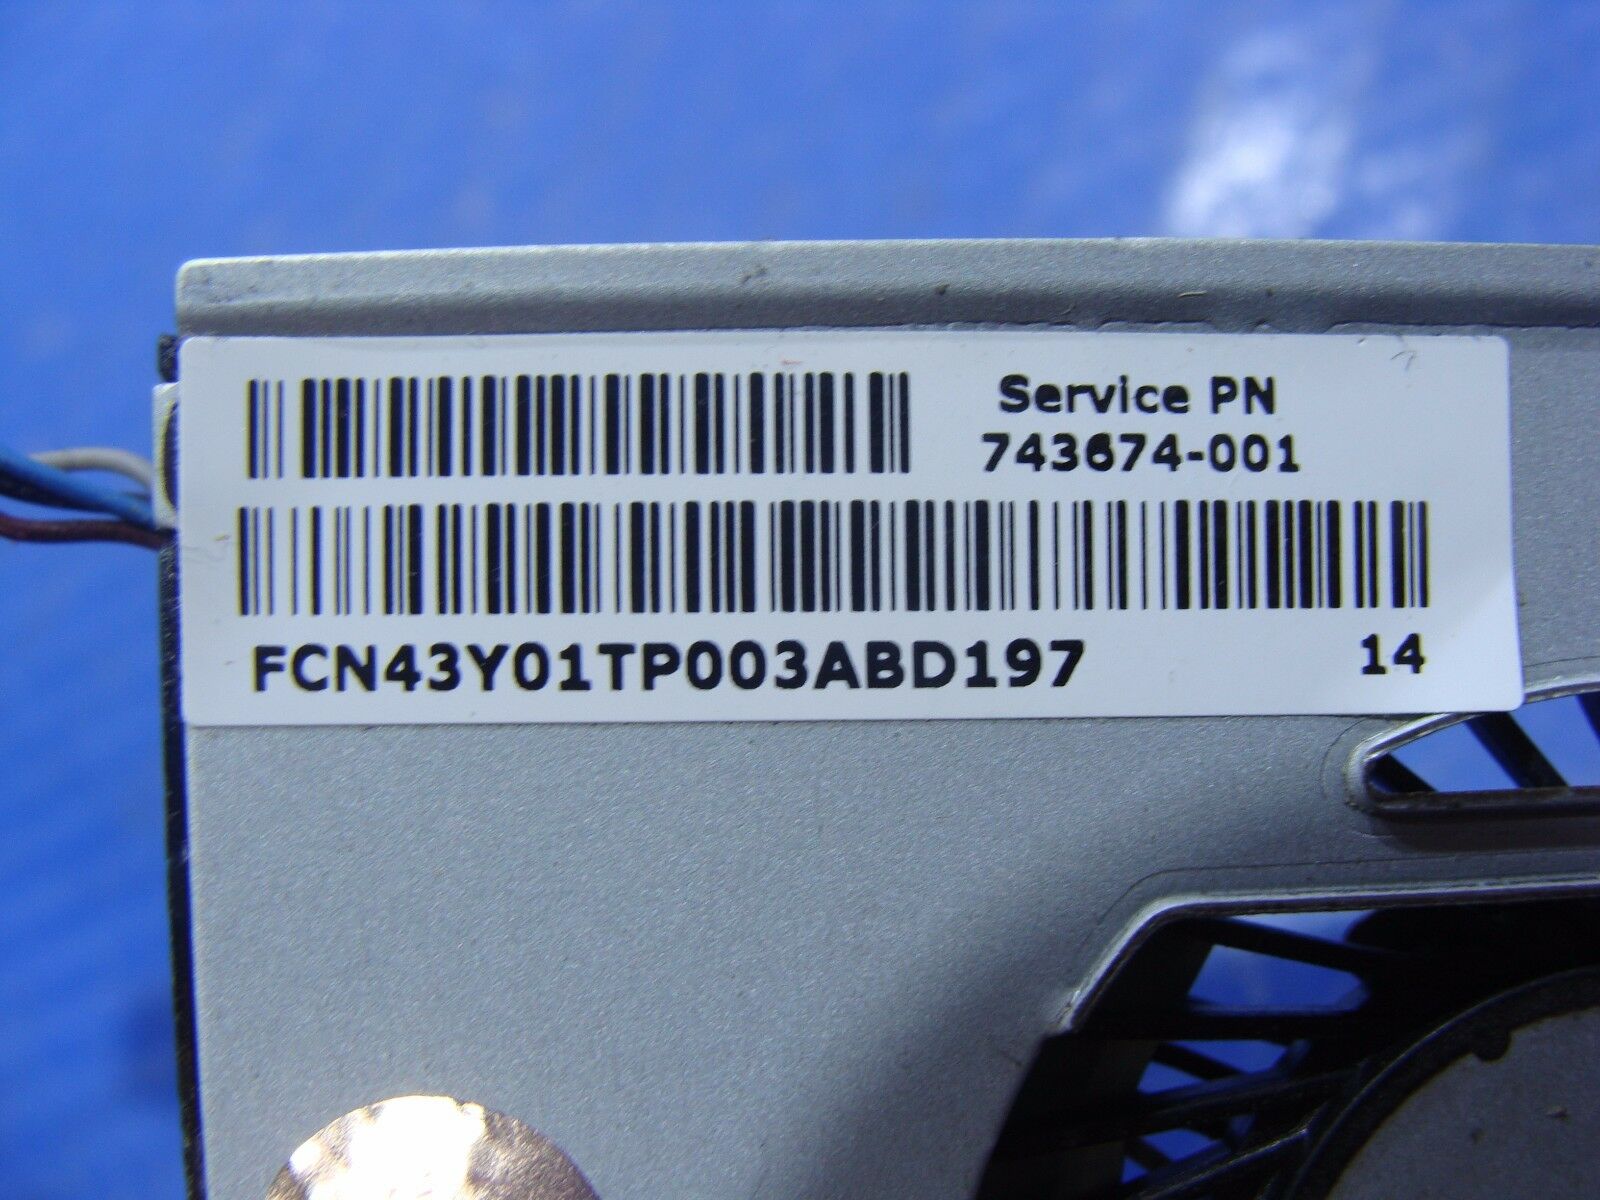 Service PN
743674-001
FCN43Y01TP003ABD197 14